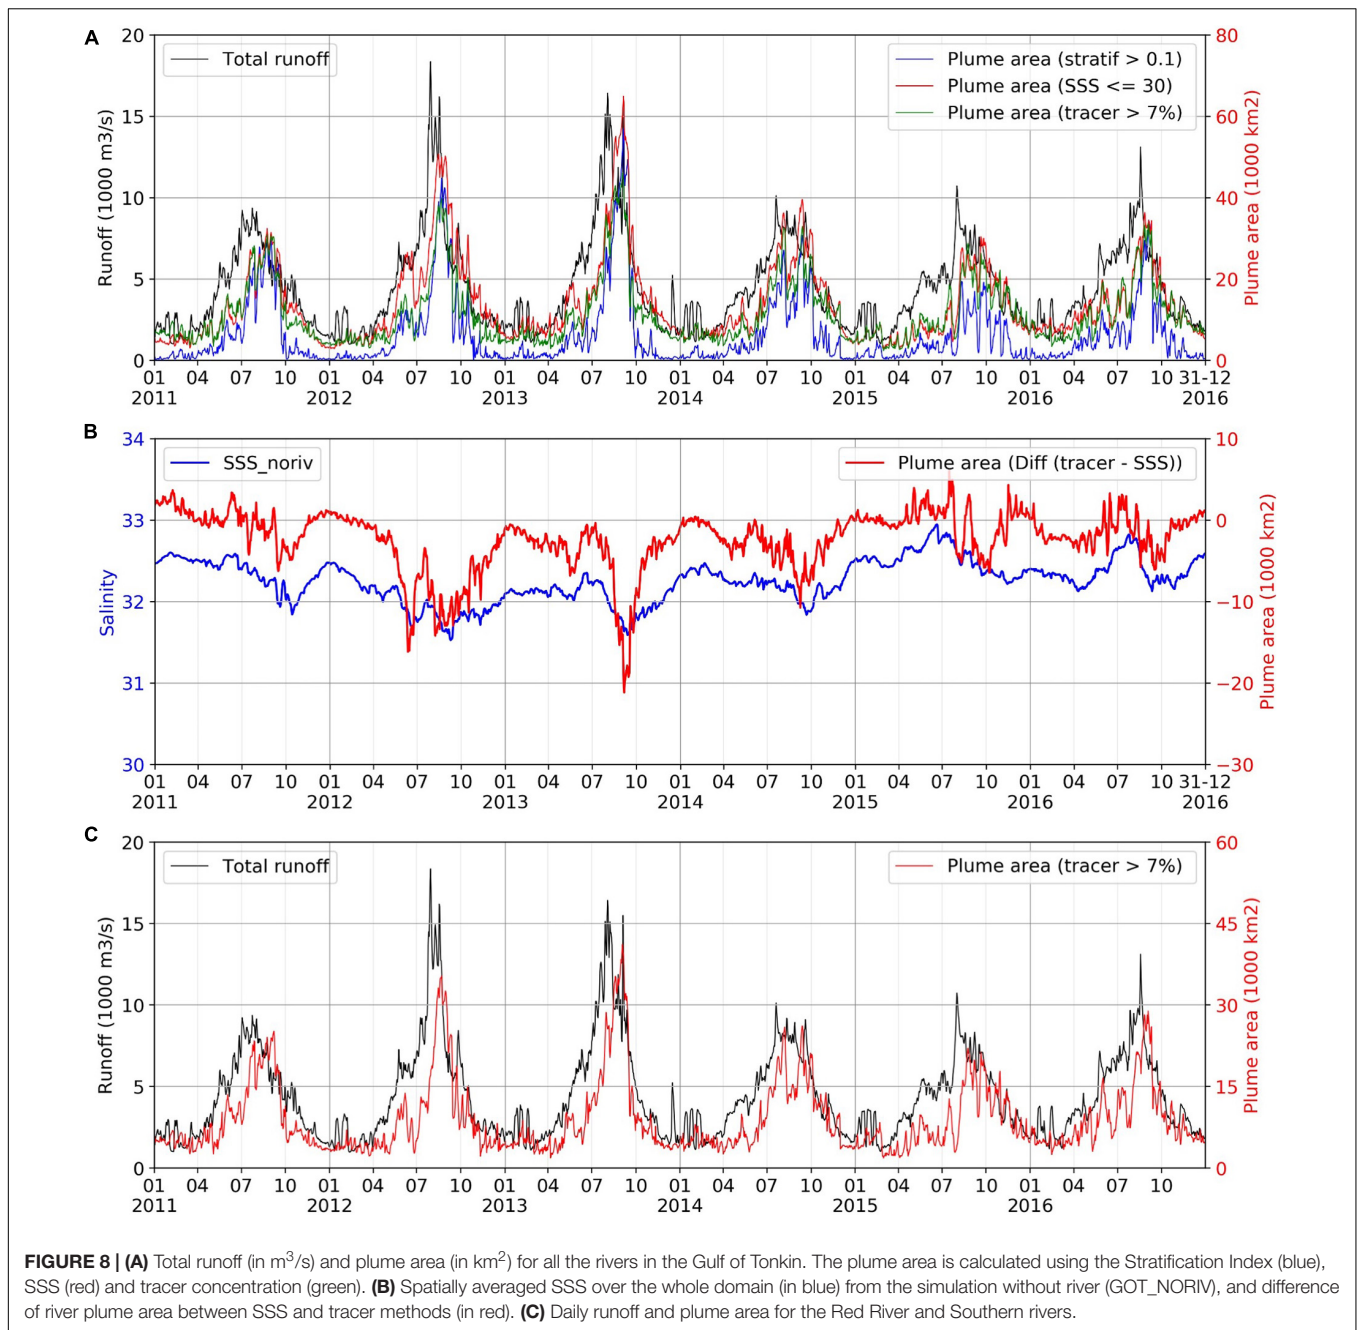 A
Total runoff
Plume area (stratif > 0.1)
Plume area (SSS <= 30)
Plume area (tracer > 7%)
Runoff (1000 m3/s)
20
15
10
5
0
Plume area (1000 km2)
80
60
40
20
0
01 04 07 10 01 04 07 10 01 04 07 10 01 04 07 10 01 04 07 10 01 04 07 10 31-12
2011 2012 2013 2014 2015 2016 2016
B
SSS_noriv
Plume area (Diff (tracer - SSS))
Salinity
34
33
32
31
30
Plume area (1000 km2)
10
0
−10
−20
−30
01 04 07 10 01 04 07 10 01 04 07 10 01 04 07 10 01 04 07 10 01 04 07 10 31-12
2011 2012 2013 2014 2015 2016 2016
C
Total runoff
Plume area (tracer > 7%)
Runoff (1000 m3/s)
20
15
10
5
0
Plume area (1000 km2)
60
45
30
15
0
01 04 07 10 01 04 07 10 01 04 07 10 01 04 07 10 01 04 07 10 01 04 07 10
2011 2012 2013 2014 2015 2016
FIGURE 8 | (A) Total runoff (in m³/s) and plume area (in km²) for all the rivers in the Gulf of Tonkin. The plume area is calculated using the Stratification Index (blue),
SSS (red) and tracer concentration (green). (B) Spatially averaged SSS over the whole domain (in blue) from the simulation without river (GOT_NORIV), and difference
of river plume area between SSS and tracer methods (in red). (C) Daily runoff and plume area for the Red River and Southern rivers.